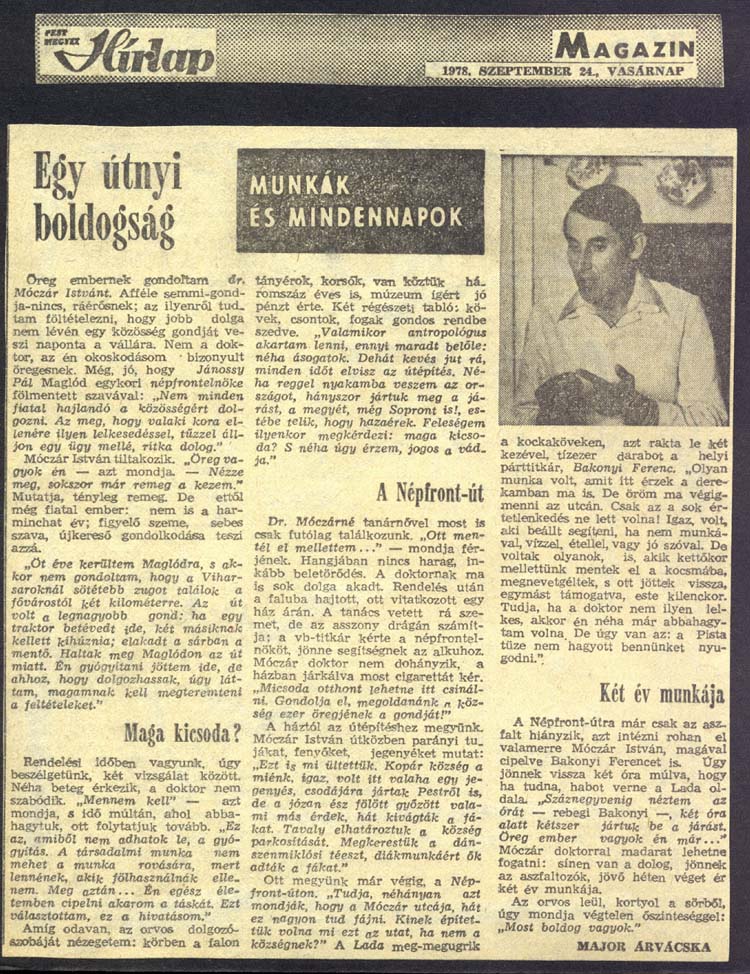 PEST
MEGYEI
Hírlap
MAGAZIN
1978. SZEPTEMBER 24., VASÁRNAP
Egy útnyi
boldogság
MUNKÁK
ÉS MINDENNAPOK
Öreg embernek gondoltam dr.
Móczár Istvánt. Afféle semmi-gond-
ja-nincs, ráérősnek; az ilyenről tud-
tam föltételezni, hogy jobb dolga
nem lévén egy közösség gondját ve-
szi naponta a vállára. Nem a dok-
tor, az én okoskodásom bizonyult
öregesnek. Még, jó, hogy Jánossy
Pál Maglód egykori népfrontelnöke
fölmentett szavával: „Nem minden
fiatal hajlandó a közösségért dol-
gozni. Az meg, hogy valaki kora el-
lenére ilyen lelkesedéssel, tűzzel áll-
jon egy ügy mellé, ritka dolog.”
Móczár István tiltakozik. „Öreg va-
gyok én — azt mondja. — Nézze
meg, sokszor már remeg a kezem.”
Mutatja, tényleg remeg. De ettől
még fiatal ember: nem is a har-
minchat év; figyelő szeme, sebes
szava, újkereső gondolkodása teszi
azzá.
„Öt éve kerültem Maglódra, s ak-
kor nem gondoltam, hogy a Vihar-
saroknál sötétebb zugot találok a
fővárostól két kilométerre. Az út
volt a legnagyobb gond: ha egy
traktor betévedt ide, két másiknak
kellett kihúznia; elakadt a sárban a
mentő. Haltak meg Maglódon az út
miatt. Én gyógyítani jöttem ide, de
ahhoz, hogy dolgozhassak, úgy lát-
tam, magamnak kell megteremteni
a feltételeket.”
Maga kicsoda?
Rendelési időben vagyunk, úgy
beszélgetünk, két vizsgálat között.
Néha beteg érkezik, a doktor nem
szabódik. „Mennem kell” — azt
mondja, s idő múltán, ahol abba-
hagytuk, ott folytatjuk tovább. „Ez
az, amiből nem adhatok le, a gyó-
gyítás. A társadalmi munka nem
mehet a munka rovására, mert
lennének, akik fölhasználnák elle-
nem. Meg aztán... Én egész éle-
temben cipelni akarom a táskát. Ezt
választottam, ez a hivatásom.”
Amíg odavan, az orvos dolgozó-
szobáját nézegetem: körben a falon
tányérok, korsók, van köztük há-
romszáz éves is, múzeum ígért jó
pénzt érte. Két régészeti tabló: kö-
vek, csontok, fogak gondos rendbe
szedve. „Valamikor antropológus
akartam lenni, ennyi maradt belőle:
néha ásogatok. Dehát kevés jut rá,
minden időt elvisz az útépítés. Né-
ha reggel nyakamba veszem az or-
szágot, hányszor jártuk meg a já-
rást, a megyét, még Sopront is!, es-
tébe telik, hogy hazaérek. Feleségem
ilyenkor megkérdezi: maga kicso-
da? S néha úgy érzem, jogos a vád-
ja.”
A Népfront-út
Dr. Móczárné tanárnővel most is
csak futólag találkozunk. „Ott men-
tél el mellettem...” — mondja fér-
jének. Hangjában nincs harag, in-
kább beletörődés. A doktornak ma
is sok dolga akadt. Rendelés után
a faluba hajtott, ott vitatkozott egy
ház árán. A tanács vetett rá sze-
met, de az asszony drágán számít-
ja; a vb-titkár kérte a népfrontel-
nököt, jönne segítségnek az alkuhoz.
Móczár doktor nem dohányzik, a
házban járkálva most cigarettát kér.
„Micsoda otthont lehetne itt csinál-
ni. Gondolja el, megoldanánk a köz-
ség ezer öregjének a gondját!”
A háztól az útépítéshez megyünk.
Móczár István útközben parányi tu-
jákat, fenyőket, jegenyéket mutat:
„Ezt is mi ültettük. Kopár község a
miénk, igaz, volt itt valaha egy je-
genyés, csodájára jártak Pestről is,
de a józan ész fölött győzött vala-
mi más érdek, hát kivágták a fá-
kat. Tavaly elhatároztuk a község
parkosítását. Megkerestük a dán-
szenmiklósi téeszt, diákmunkáért ők
adták a fákat.”
Ott megyünk már végig, a Nép-
front-úton. „Tudja, néhányan azt
mondják, hogy a Móczár utcája, hát
ez nagyon tud fájni. Kinek építet-
tük volna mi ezt az utat, ha nem a
községnek?” A Lada meg-megugrik
a kockaköveken, azt rakta le két
kezével, tízezer darabot a helyi
párttitkár, Bakonyi Ferenc. „Olyan
munka volt, amit itt érzek a dere-
kamban ma is. De öröm ma végig-
menni az utcán. Csak az a sok ér-
tetlenkedés ne lett volna! Igaz, volt,
aki beállt segíteni, ha nem munká-
val, vízzel, étellel, vagy jó szóval. De
voltak olyanok, is, akik kettőkor
mellettünk mentek el a kocsmába,
megnevetgéltek, s ott jöttek vissza,
egymást támogatva, este kilenckor.
Tudja, ha a doktor nem ilyen lel-
kes, akkor én néha már abbahagy-
tam volna. De úgy van az: a Pista
tüze nem hagyott bennünket nyu-
godni.”
Két év munkája
A Népfront-útra már csak az asz-
falt hiányzik, azt intézni rohan el
valamerre Móczár István, magával
cipelve Bakonyi Ferencet is. Úgy
jönnek vissza két óra múlva, hogy
ha tudna, habot verne a Lada ol-
dala. „Száznegyvenig néztem az
órát — rebegi Bakonyi —, két óra
alatt kétszer jártuk be a járást.
Öreg ember vagyok én már...”
Móczár doktorral madarat lehetne
fogatni: sínen van a dolog, jönnek
az aszfaltozók, jövő héten véget ér
két év munkája.
Az orvos leül, kortyol a sörből,
úgy mondja végtelen őszinteséggel:
„Most boldog vagyok.”
MAJOR ÁRVÁCSKA